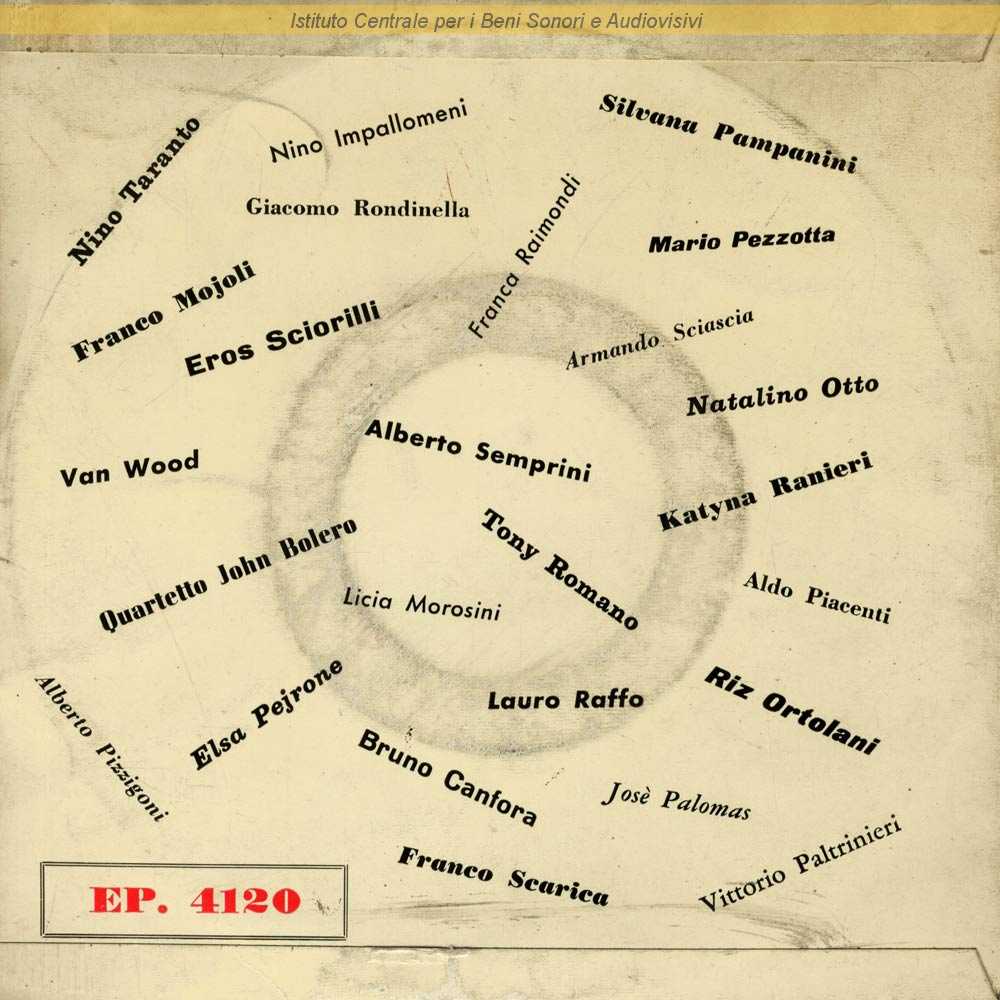 Istituto Centrale per i Beni Sonori e Audiovisivi
Nino Taranto
Nino Impallomeni
Silvana Pampanini
Giacomo Rondinella
Franca Raimondi
Mario Pezzotta
Franco Mojoli
Eros Sciorilli
Armando Sciascia
Natalino Otto
Alberto Semprini
Van Wood
Katyna Ranieri
Tony Romano
Quartetto John Bolero
Licia Morosini
Aldo Piacenti
Alberto Pizzigoni
Elsa Pejrone
Lauro Raffo
Riz Ortolani
Bruno Canfora
Josè Palomas
Franco Scarica
Vittorio Paltrinieri
EP. 4120